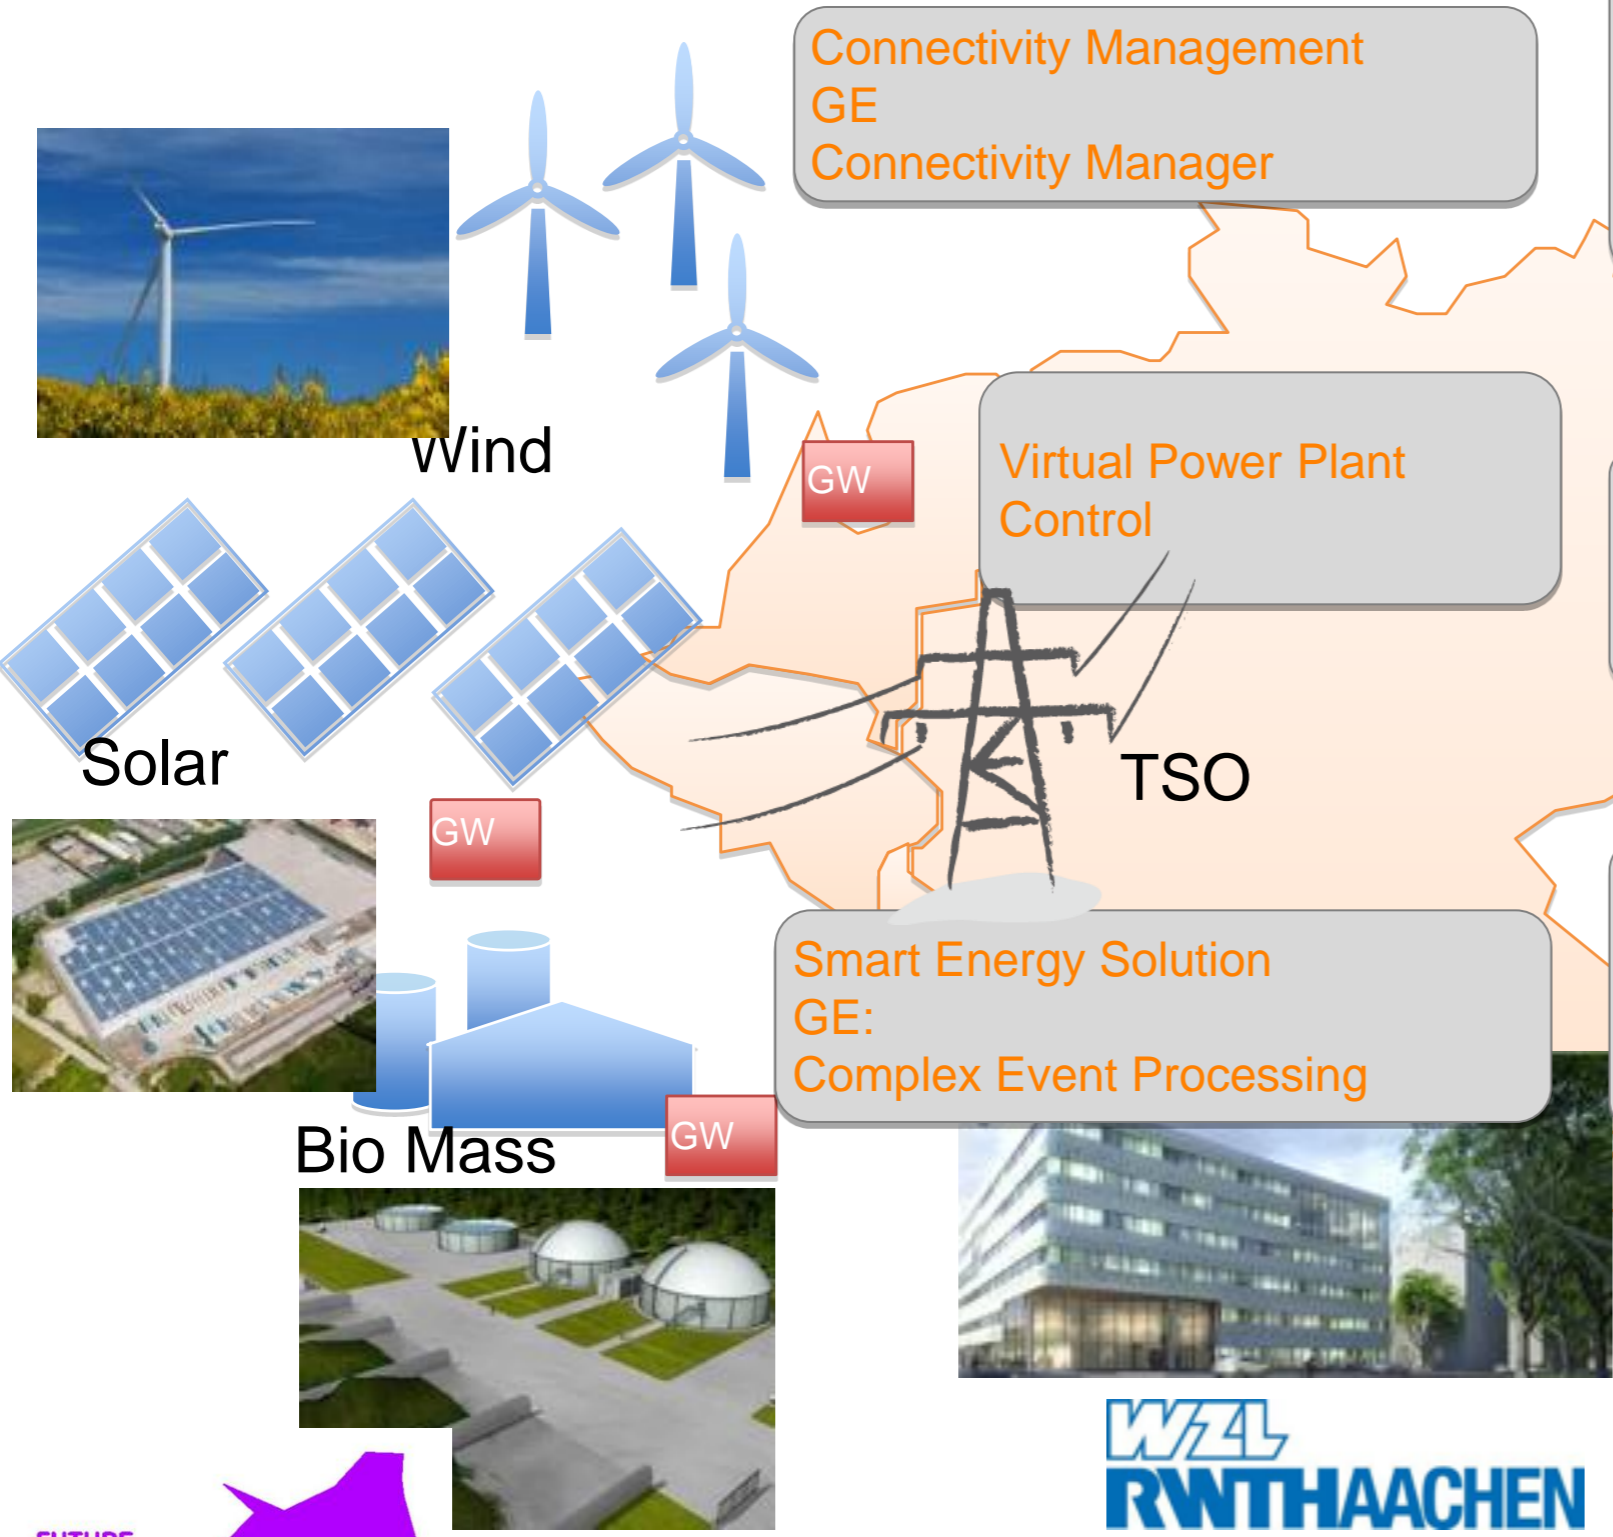 Connectivity Management
GE
Connectivity Manager
Wind
GW
Virtual Power Plant
Control
Solar
TSO
GW
Smart Energy Solution
GE:
Complex Event Processing
Bio Mass
GW
WZL
RWTHAACHEN
FUTURE